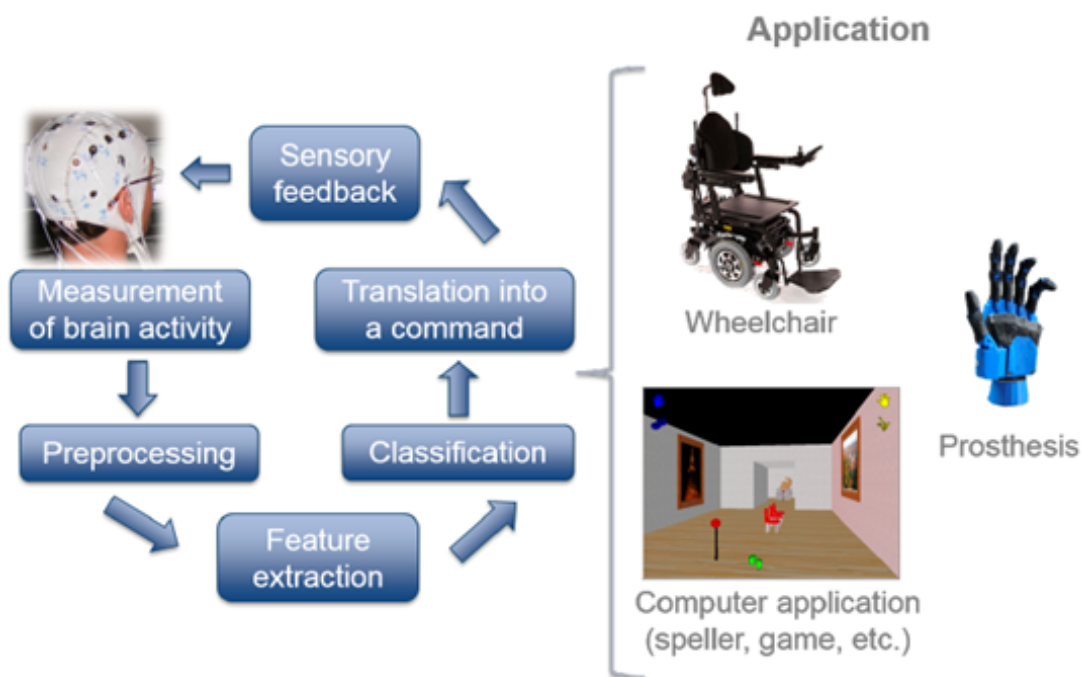 Application
Sensory
feedback
Measurement
of brain activity
Translation into
a command
Preprocessing
Classification
Feature
extraction
Wheelchair
Prosthesis
Computer application
(speller, game, etc.)